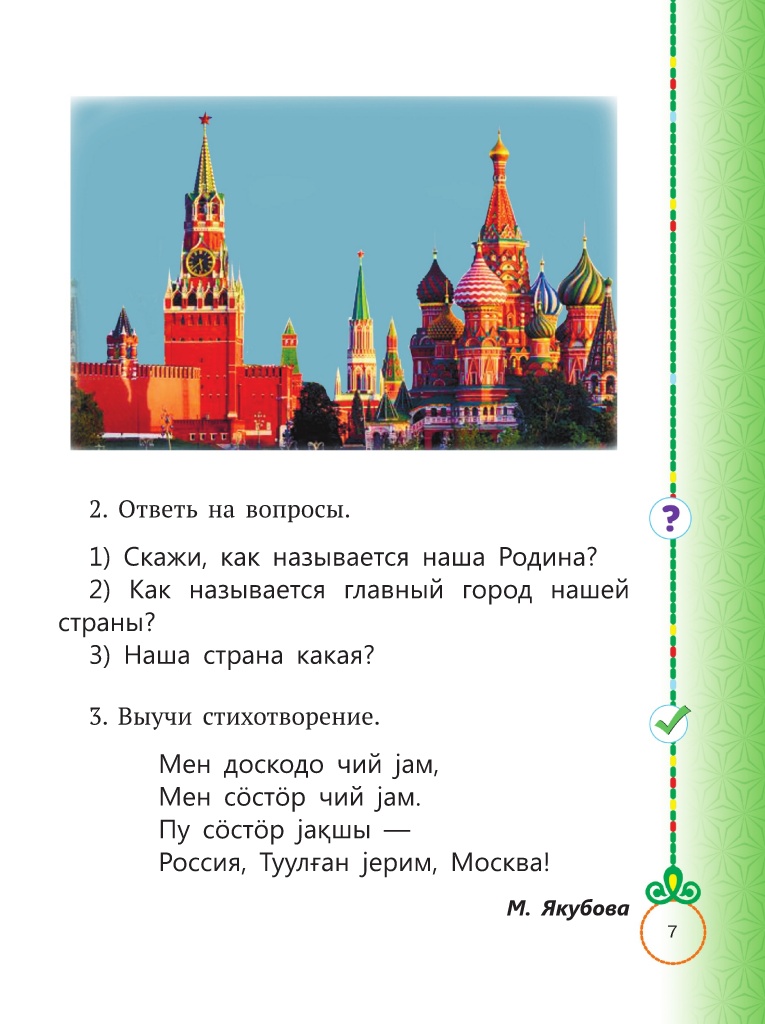 2. Ответь на вопросы.
1) Скажи, как называется наша Родина?
2) Как называется главный город нашей
страны?
3) Наша страна какая?
3. Выучи стихотворение.
Мен доскодо чий јам,
Мен сӧстӧр чий јам.
Пу сӧстӧр јақшы —
Россия, Туулған јерим, Москва!
М. Якубова
7